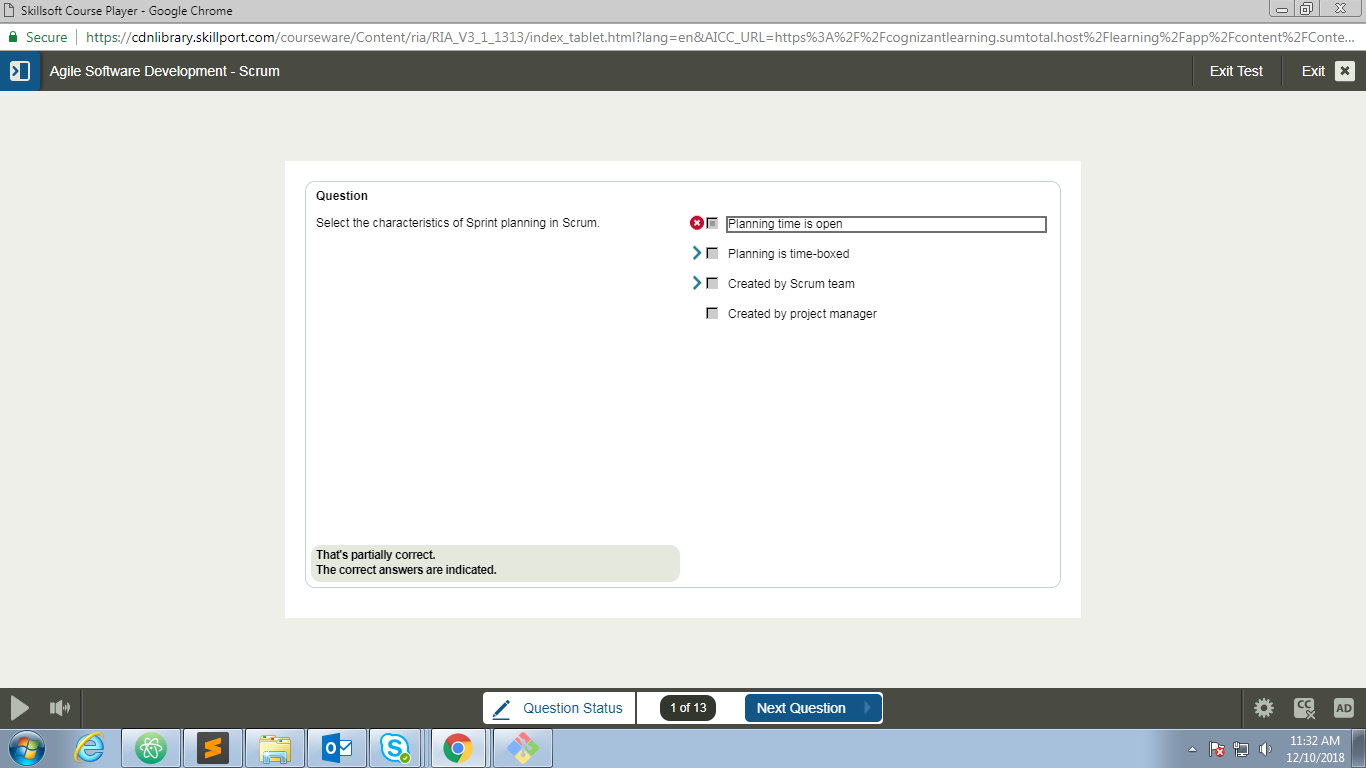 Skillsoft Course Player - Google Chrome
Secure
https://cdnlibrary.skillport.com/courseware/Content/ria/RIA_V3_1_1313/index_tablet.html?lang=en&AICC_URL=https%3A%2F%2Fcognizantlearning.sumtotal.host%2Flearning%2Fapp%2Fcontent%2FConte...
Agile Software Development - Scrum
Exit Test
Exit
Question
Select the characteristics of Sprint planning in Scrum.
Planning time is open
Planning is time-boxed
Created by Scrum team
Created by project manager
That's partially correct.
The correct answers are indicated.
Question Status
1 of 13
Next Question
CC
AD
11:32 AM
12/10/2018